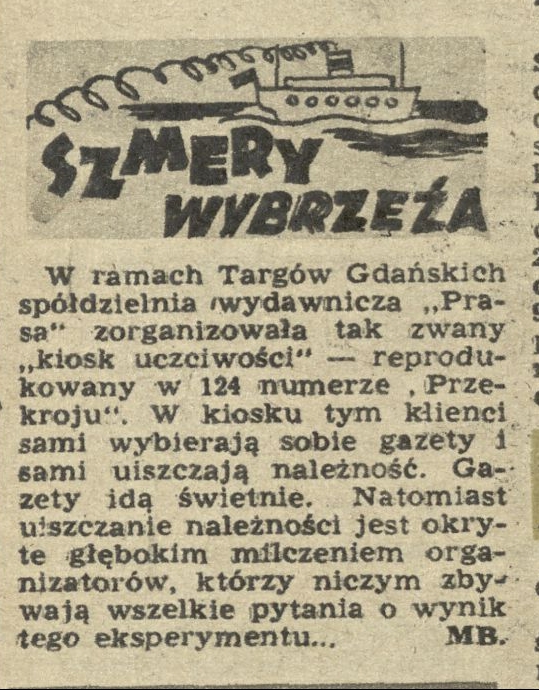 SZMERY
WYBRZEŻA
W ramach Targów Gdańskich
spółdzielnia wydawnicza „Pra-
sa" zorganizowała tak zwany
„kiosk uczciwości" — reprodu-
kowany w 124 numerze ‚Prze-
kroju". W kiosku tym klienci
sami wybierają sobie gazety i
sami uiszczają należność. Ga-
zety idą świetnie. Natomiast
uiszczanie należności jest okry-
te głębokim milczeniem orga-
nizatorów, którzy niczym zby-
wają wszelkie pytania o wynik
tego eksperymentu... MB.